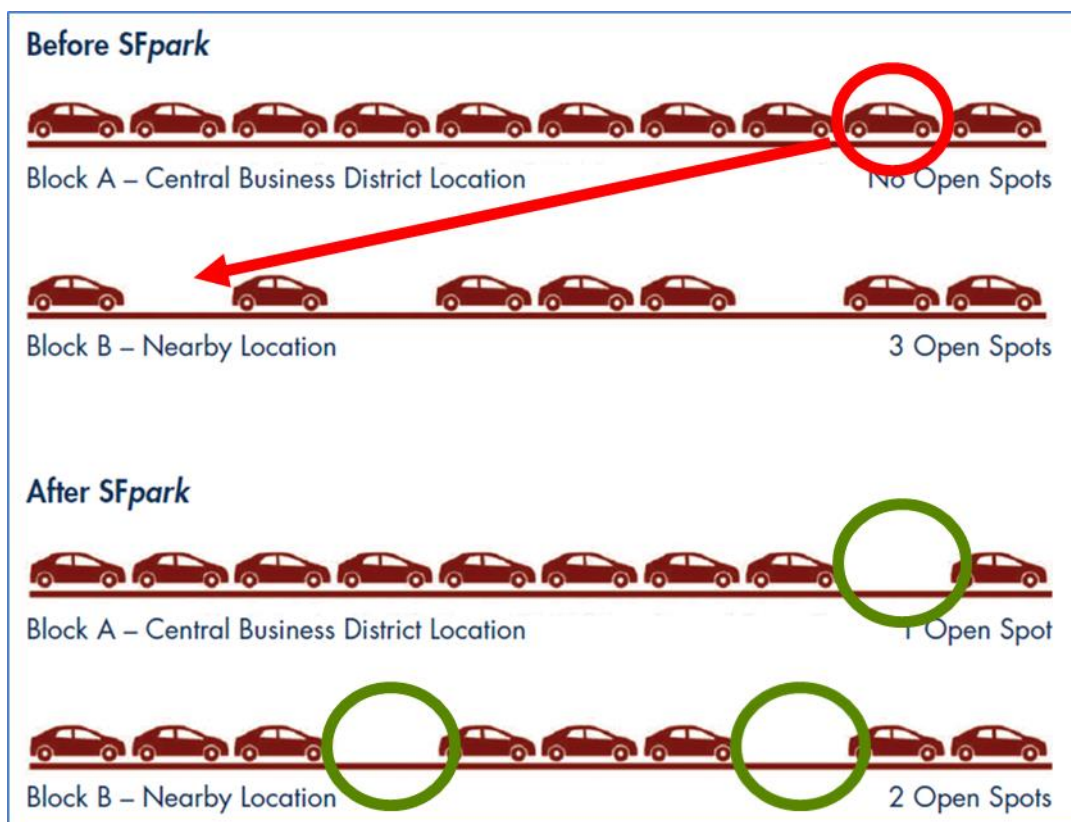 Before SFpark
Block A – Central Business District Location No Open Spots
Block B – Nearby Location 3 Open Spots
After SFpark
Block A – Central Business District Location 1 Open Spot
Block B – Nearby Location 2 Open Spots